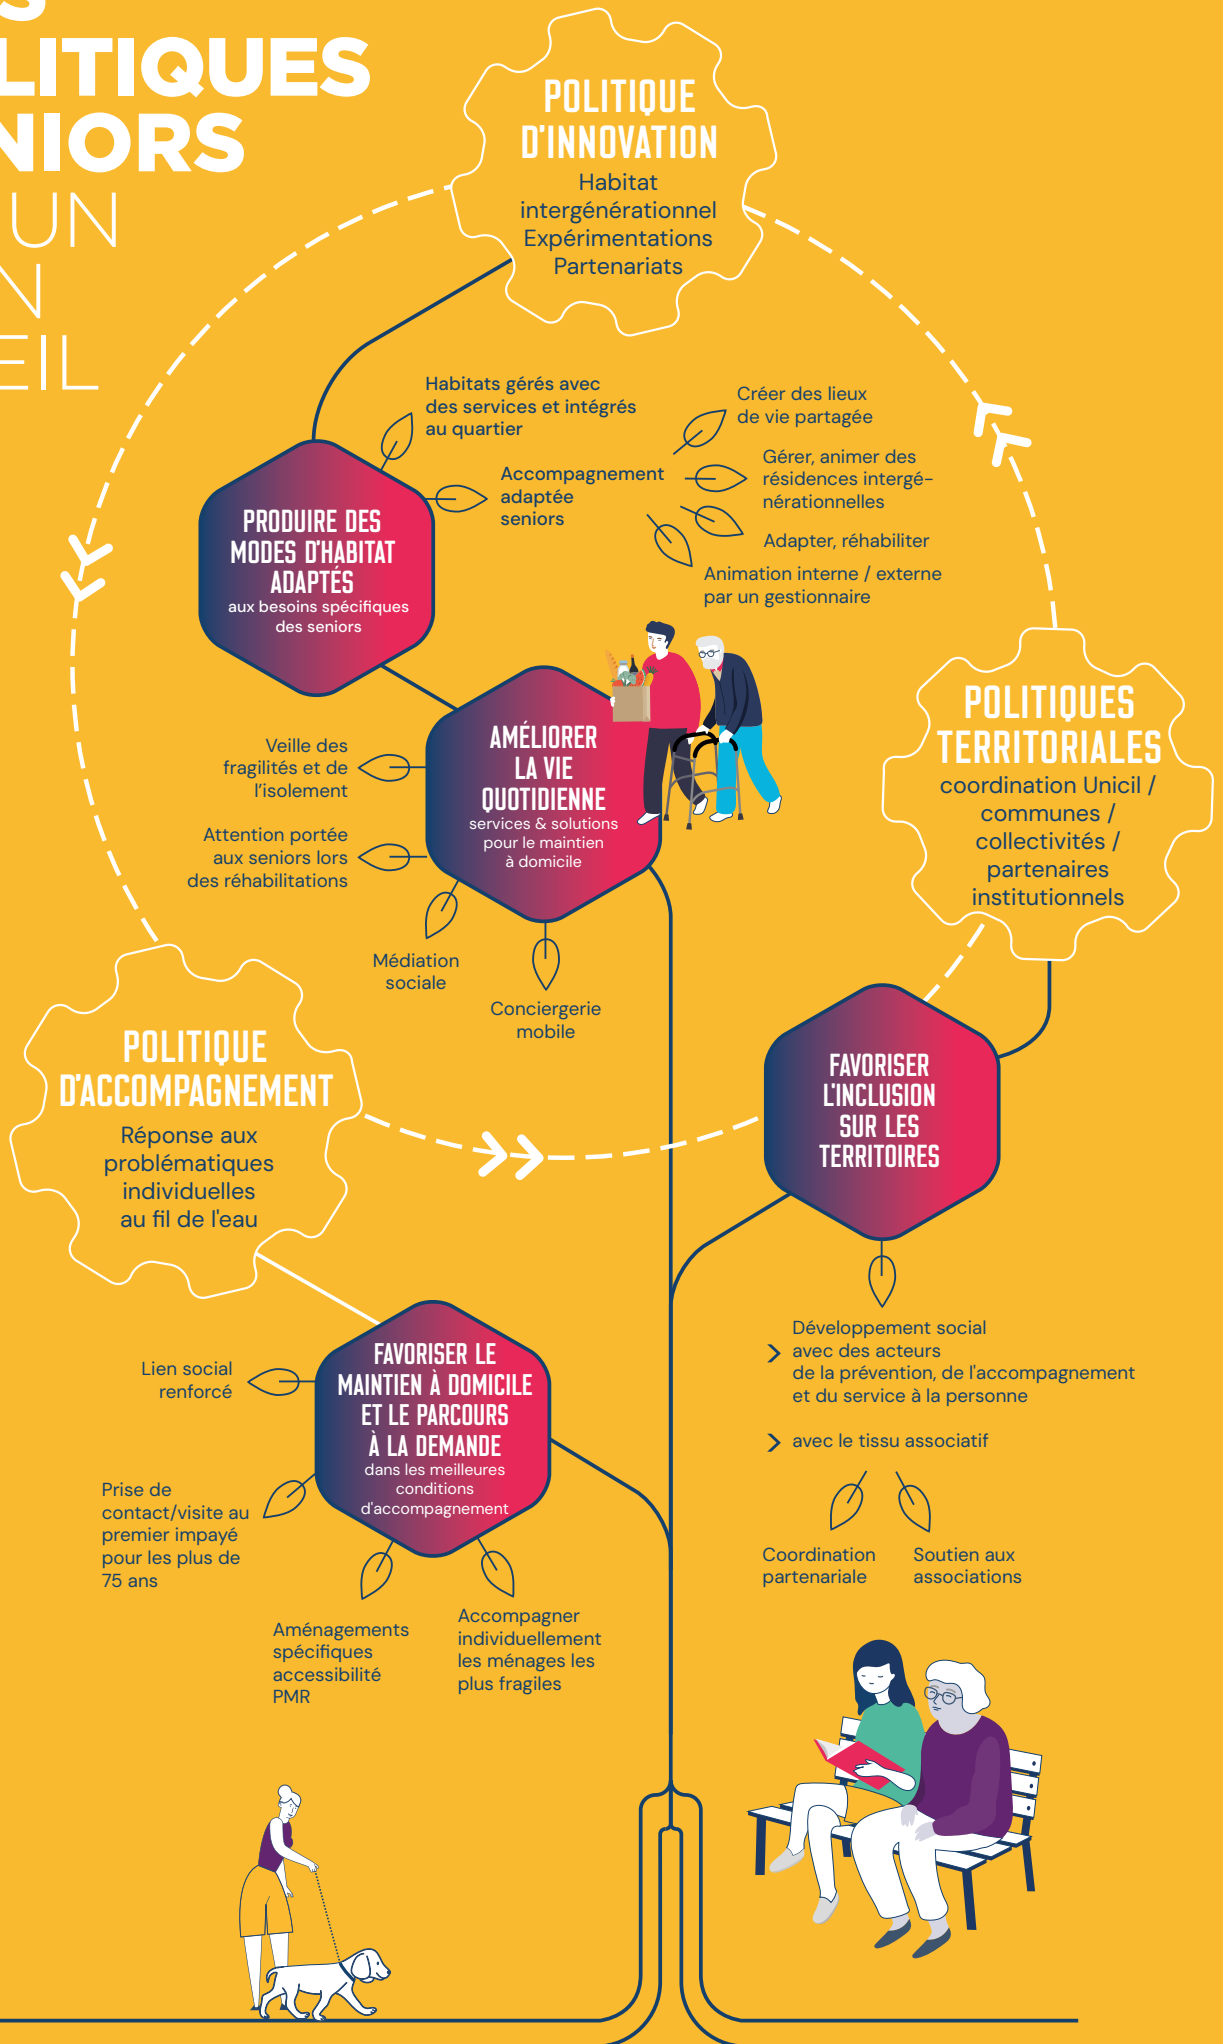 S
LITIQUES
NIORS
UN
N
EIL
POLITIQUE
D'INNOVATION
Habitat
intergénérationnel
Expérimentations
Partenariats
Habitats gérés avec
des services et intégrés
au quartier
Accompagnement
adaptée
seniors
Créer des lieux
de vie partagée
Gérer, animer des
résidences intergé-
nérationnelles
Adapter, réhabiliter
Animation interne / externe
par un gestionnaire
PRODUIRE DES
MODES D'HABITAT
ADAPTÉS
aux besoins spécifiques
des seniors
AMÉLIORER
LA VIE
QUOTIDIENNE
services & solutions
pour le maintien
à domicile
Veille des
fragilités et de
l'isolement
Attention portée
aux seniors lors
des réhabilitations
Médiation
sociale
Conciergerie
mobile
POLITIQUES
TERRITORIALES
coordination Unicil /
communes /
collectivités /
partenaires
institutionnels
POLITIQUE
D'ACCOMPAGNEMENT
Réponse aux
problématiques
individuelles
au fil de l'eau
FAVORISER
L'INCLUSION
SUR LES
TERRITOIRES
Développement social
avec des acteurs
de la prévention, de l'accompagnement
et du service à la personne
avec le tissu associatif
Coordination
partenariale
Soutien aux
associations
FAVORISER LE
MAINTIEN À DOMICILE
ET LE PARCOURS
À LA DEMANDE
dans les meilleures
conditions
d'accompagnement
Lien social
renforcé
Prise de
contact/visite au
premier impayé
pour les plus de
75 ans
Aménagements
spécifiques
accessibilité
PMR
Accompagner
individuellement
les ménages les
plus fragiles